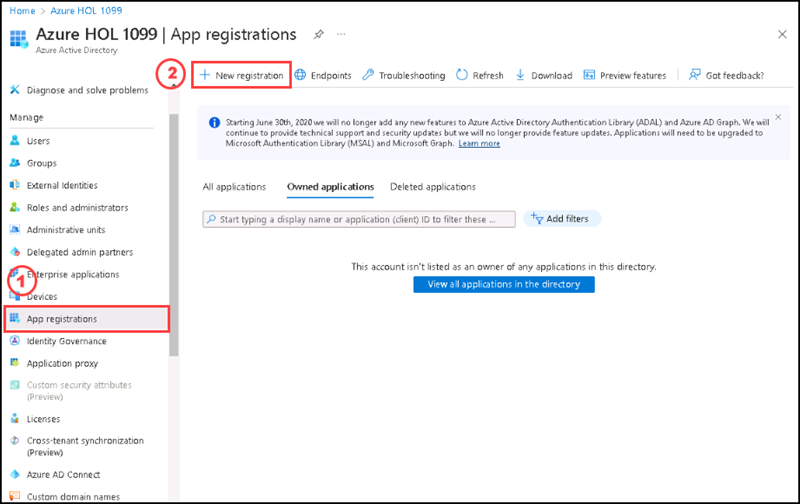 Home > Azure HOL 1099
Azure HOL 1099 | App registrations
Azure Active Directory
Diagnose and solve problems
Manage
Users
Groups
External Identities
Roles and administrators
Administrative units
Delegated admin partners
Enterprise applications
1
Devices
App registrations
Identity Governance
Application proxy
Custom security attributes
(Preview)
Licenses
Cross-tenant synchronization
(Preview)
Azure AD Connect
Custom domain names
2
+ New registration Endpoints Troubleshooting Refresh Download Preview features Got feedback?
Starting June 30th, 2020 we will no longer add any new features to Azure Active Directory Authentication Library (ADAL) and Azure AD Graph. We will
continue to provide technical support and security updates but we will no longer provide feature updates. Applications will need to be upgraded to
Microsoft Authentication Library (MSAL) and Microsoft Graph. Learn more
All applications Owned applications Deleted applications
Start typing a display name or application (client) ID to filter these ... Add filters
This account isn't listed as an owner of any applications in this directory.
View all applications in the directory